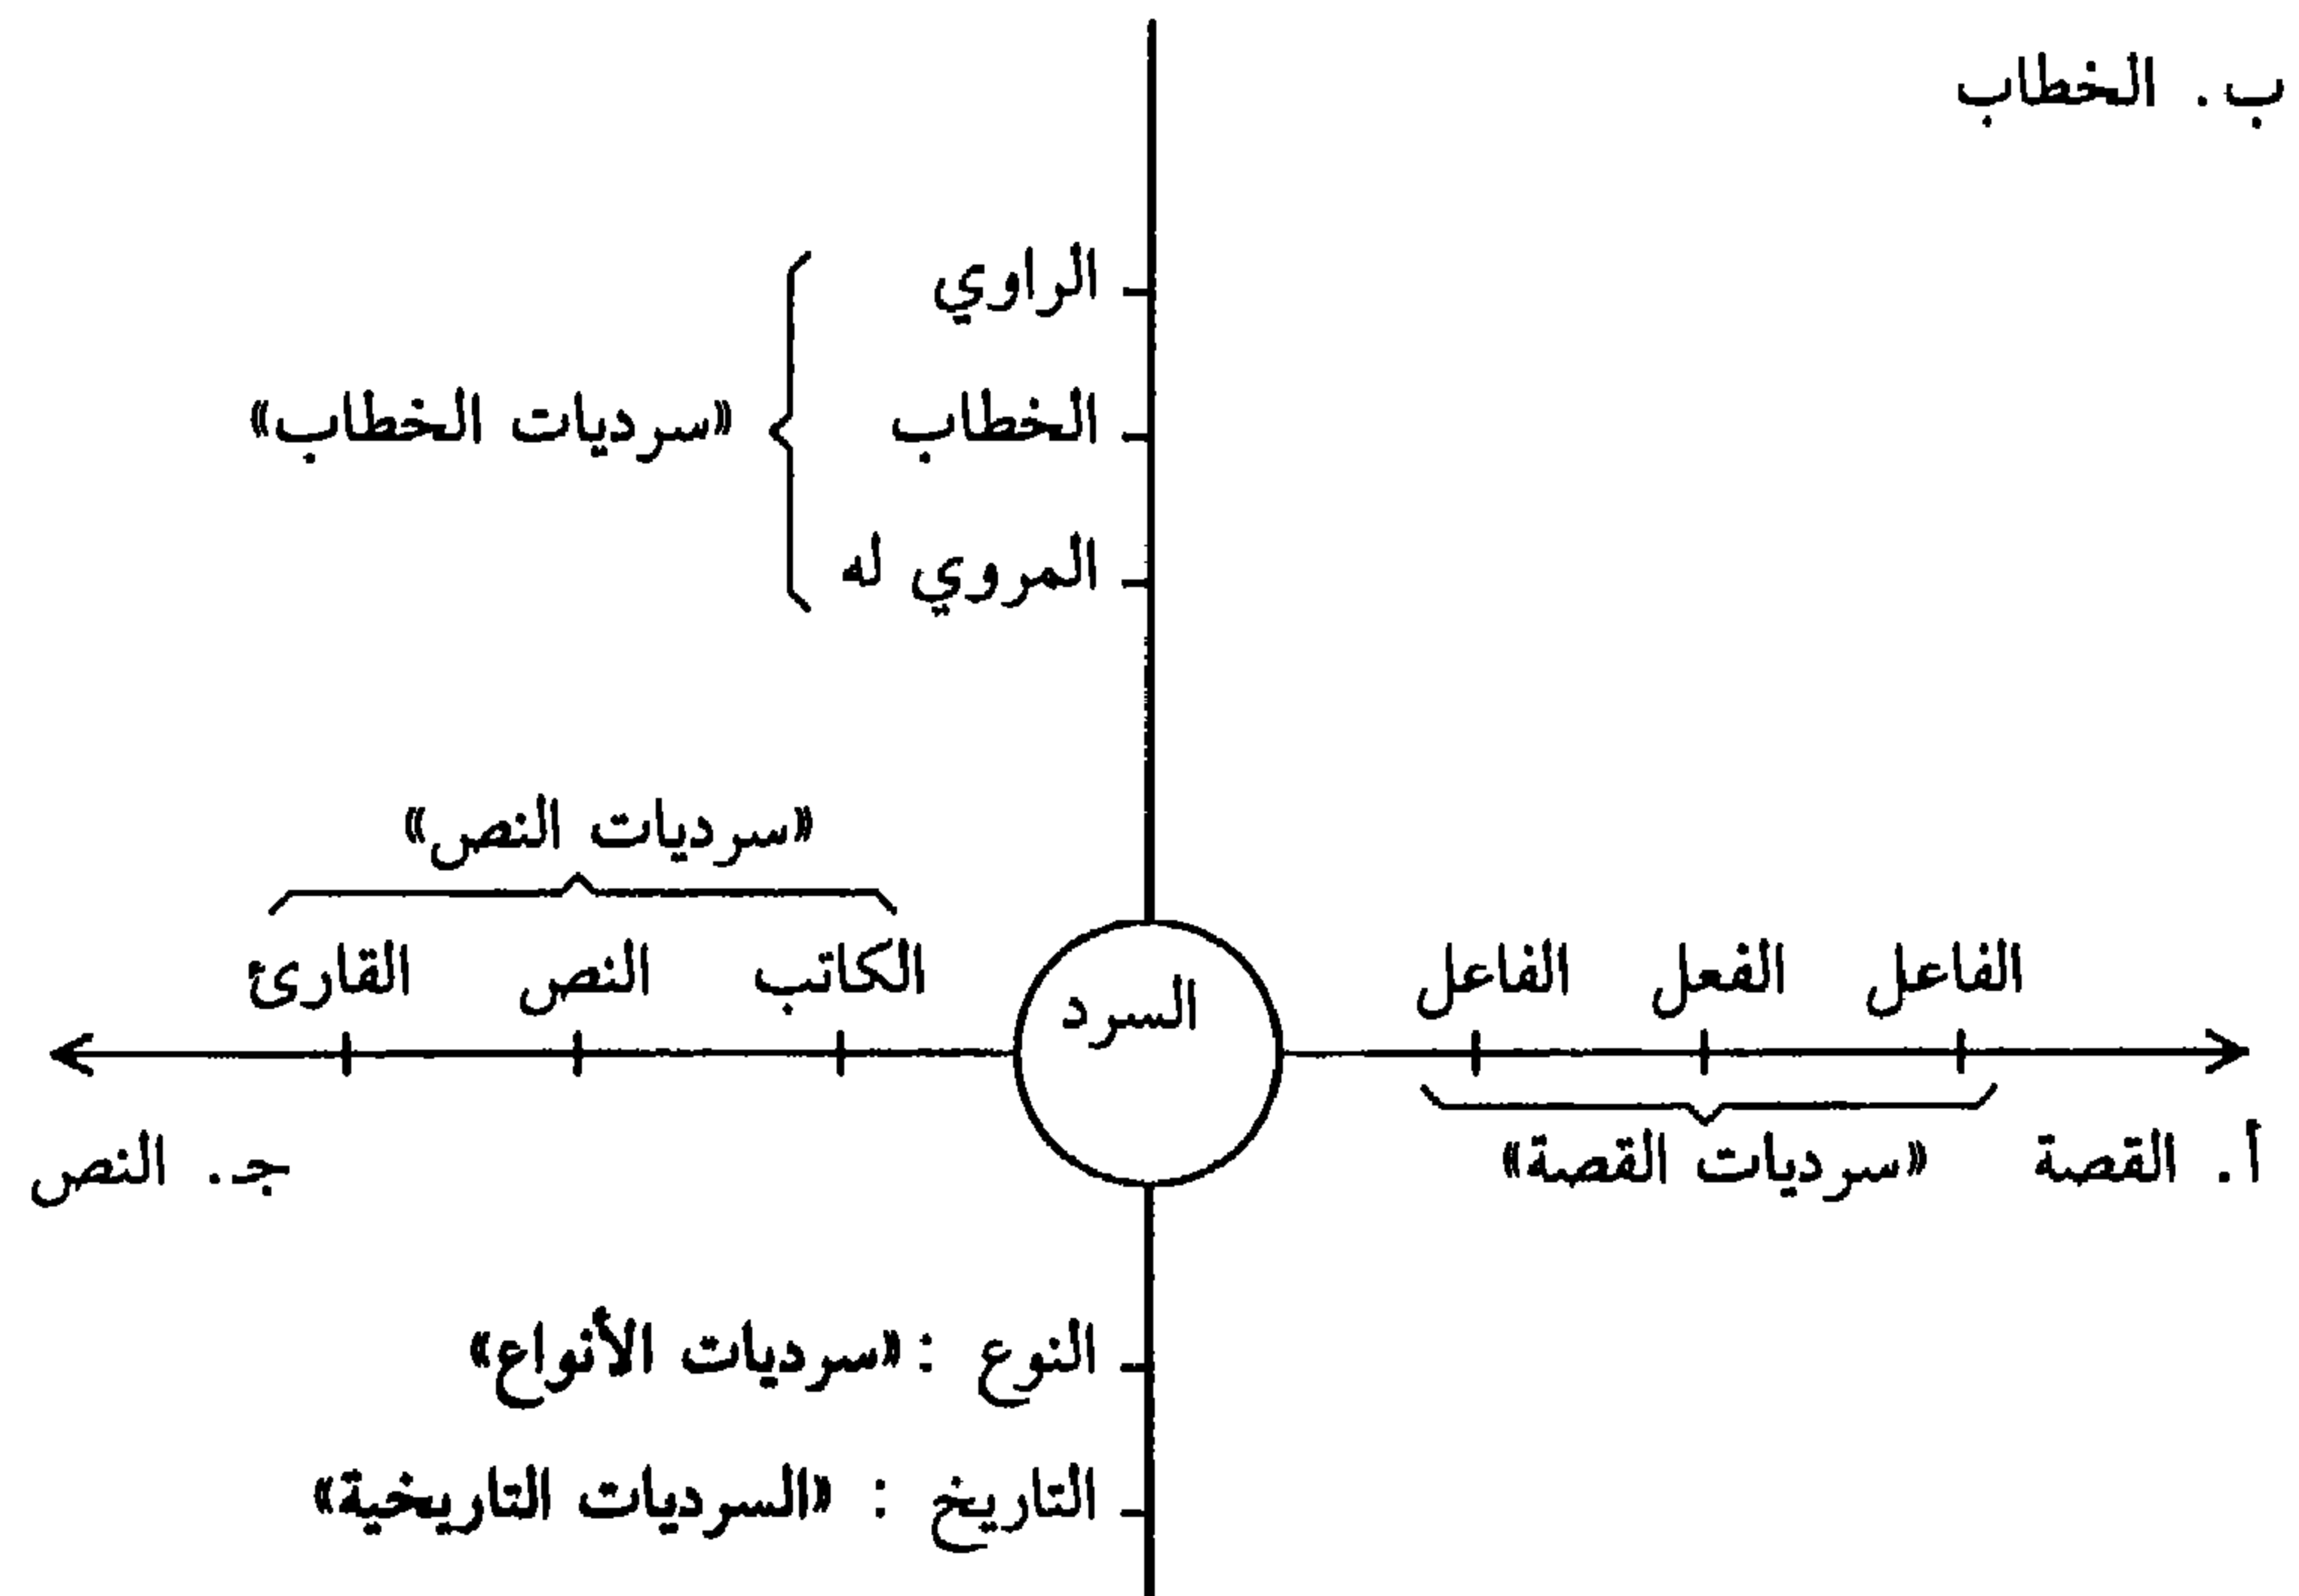 ب. الخطاب
الراوي
الخطاب
«سرديات الخطاب»
المروي له
«سرديات النص»
الفاعل الفعل الفاعل
السرد
الكاتب النص القارئ
أ. القصة «سرديات القصة»
جـ. النص
النوع : «سرديات الأنواع»
التاريخ : «السرديات التاريخية»